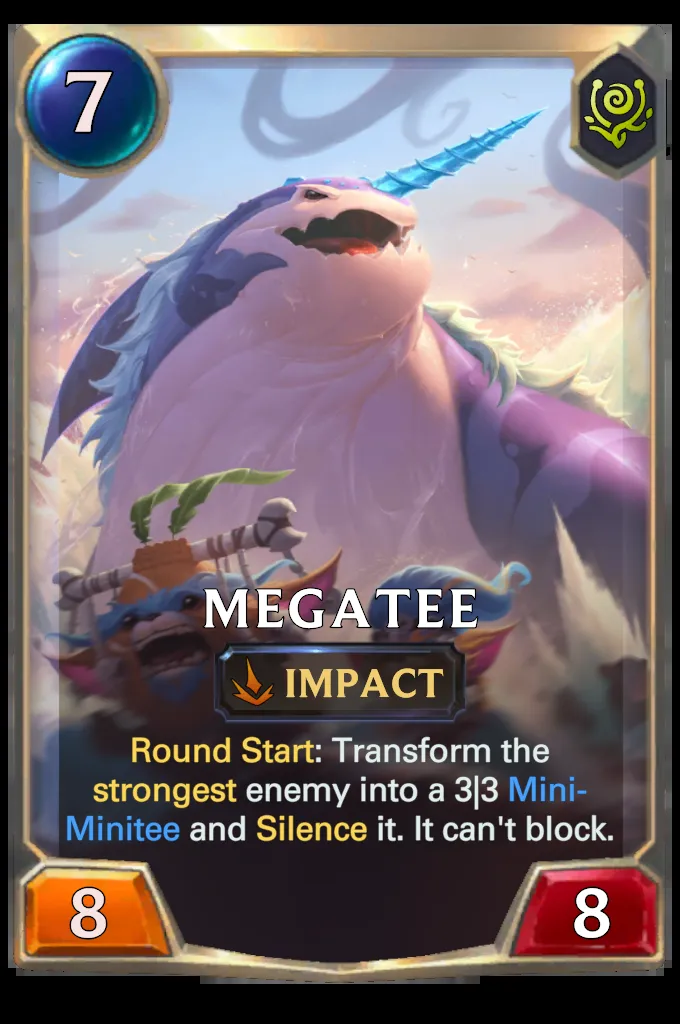 7
MEGATEE
IMPACT
Round Start: Transform the
strongest enemy into a 3|3 Mini-
Minitee and Silence it. It can't block.
8 8